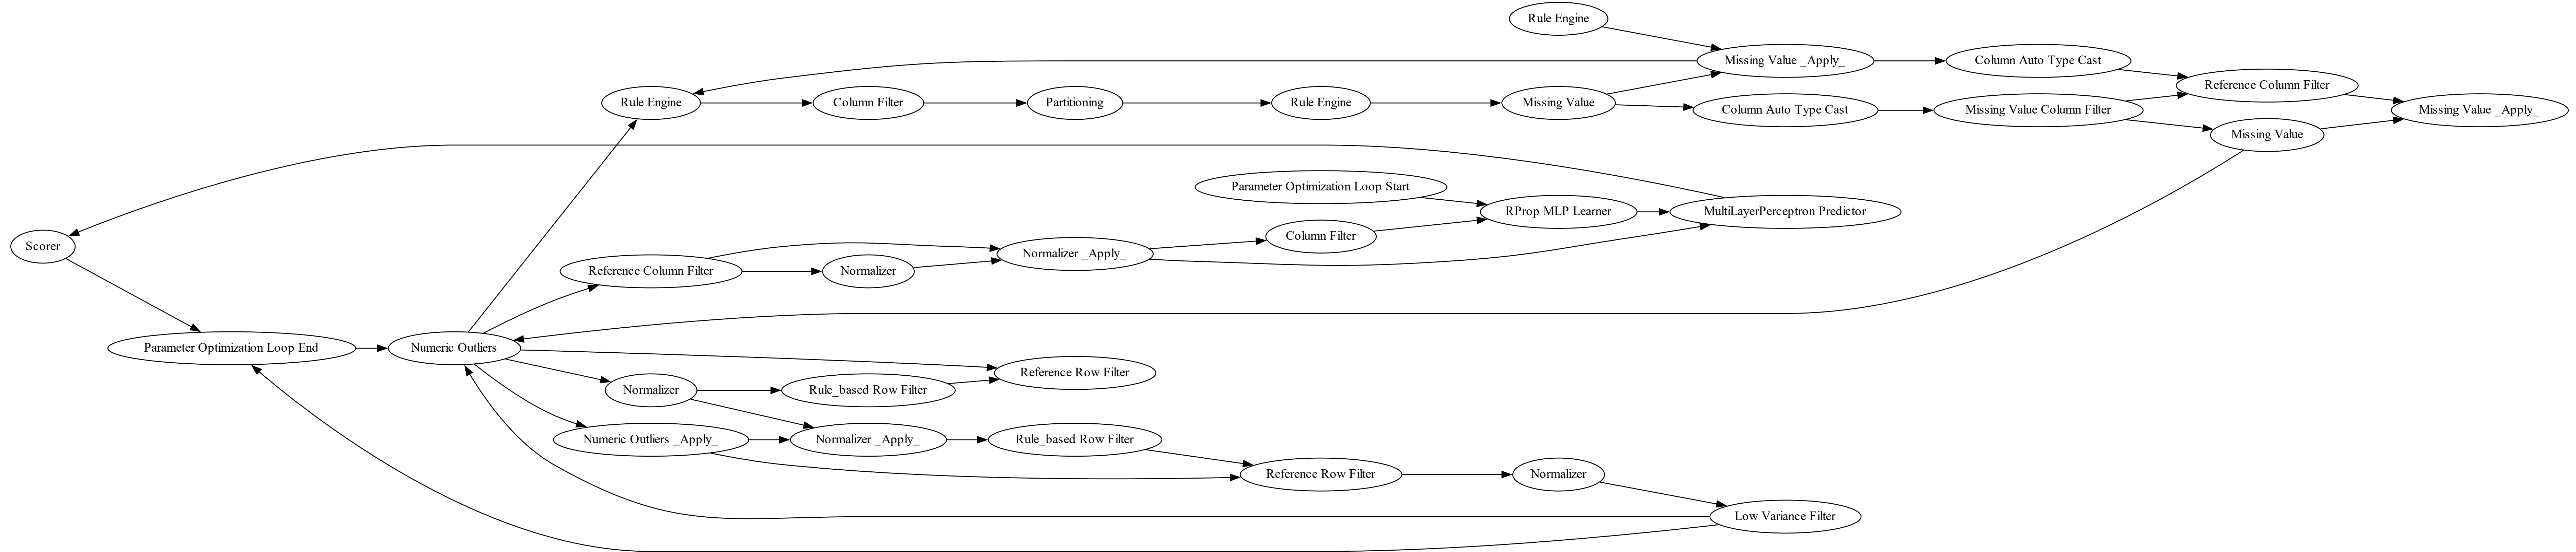 Rule Engine
Missing Value _Apply_
Column Auto Type Cast
Reference Column Filter
Rule Engine
Column Filter
Partitioning
Rule Engine
Missing Value
Column Auto Type Cast
Missing Value Column Filter
Missing Value _Apply_
Missing Value
Parameter Optimization Loop Start
RProp MLP Learner
MultiLayerPerceptron Predictor
Column Filter
Scorer
Normalizer _Apply_
Reference Column Filter
Normalizer
Parameter Optimization Loop End
Numeric Outliers
Reference Row Filter
Normalizer
Rule_based Row Filter
Numeric Outliers _Apply_
Normalizer _Apply_
Rule_based Row Filter
Reference Row Filter
Normalizer
Low Variance Filter